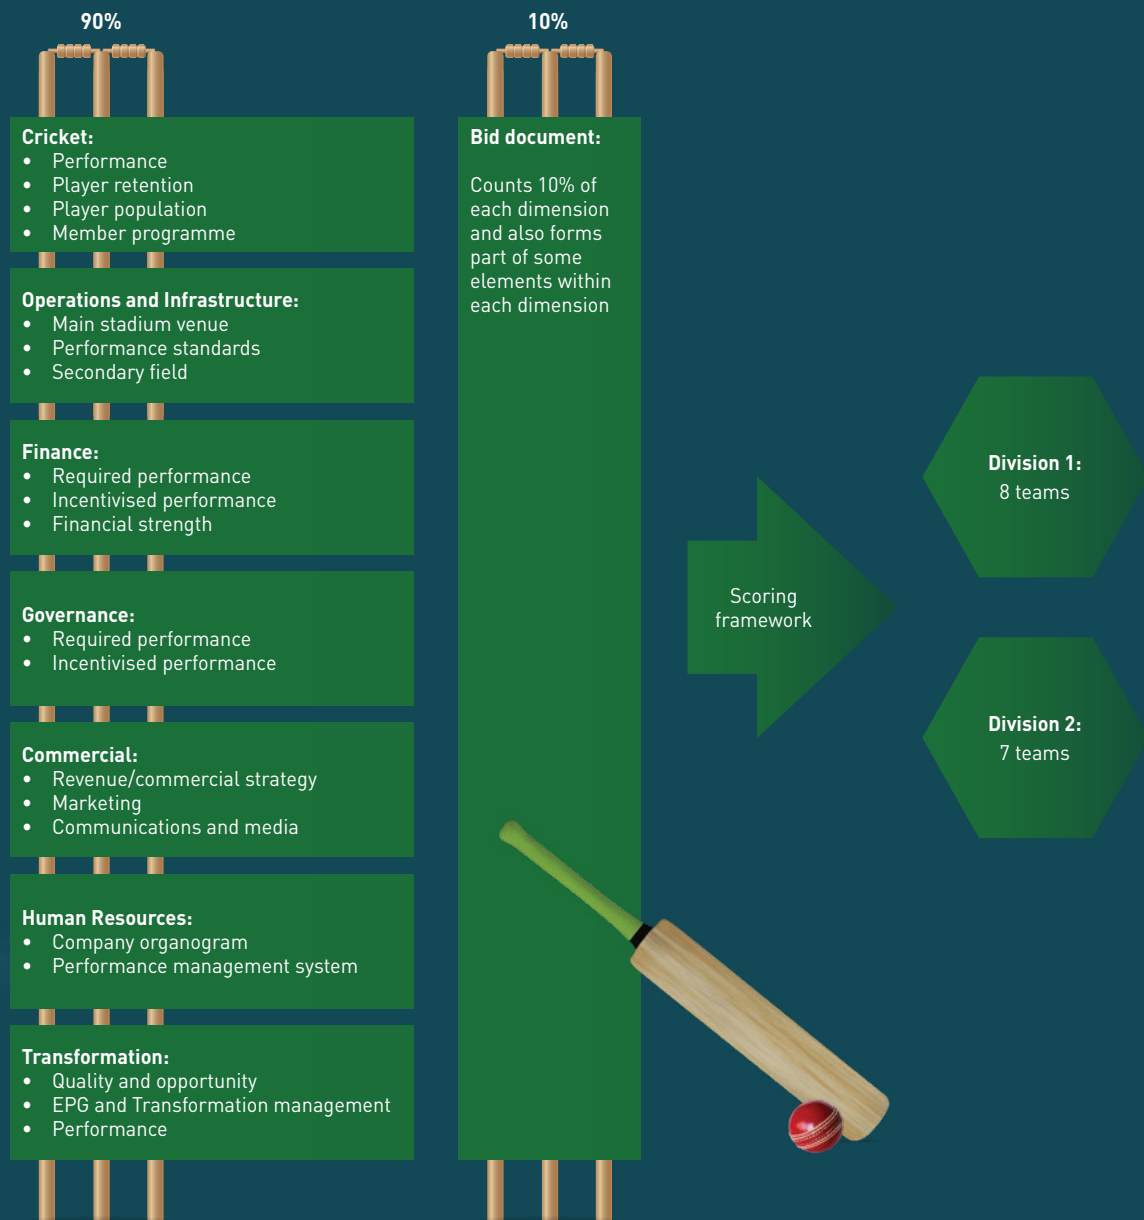 90%
Cricket:
• Performance
• Player retention
• Player population
• Member programme
Operations and Infrastructure:
• Main stadium venue
• Performance standards
• Secondary field
Finance:
• Required performance
• Incentivised performance
• Financial strength
Governance:
• Required performance
• Incentivised performance
Commercial:
• Revenue/commercial strategy
• Marketing
• Communications and media
Human Resources:
• Company organogram
• Performance management system
Transformation:
• Quality and opportunity
• EPG and Transformation management
• Performance
10%
Bid document:
Counts 10% of
each dimension
and also forms
part of some
elements within
each dimension
Scoring
framework
Division 1:
8 teams
Division 2:
7 teams